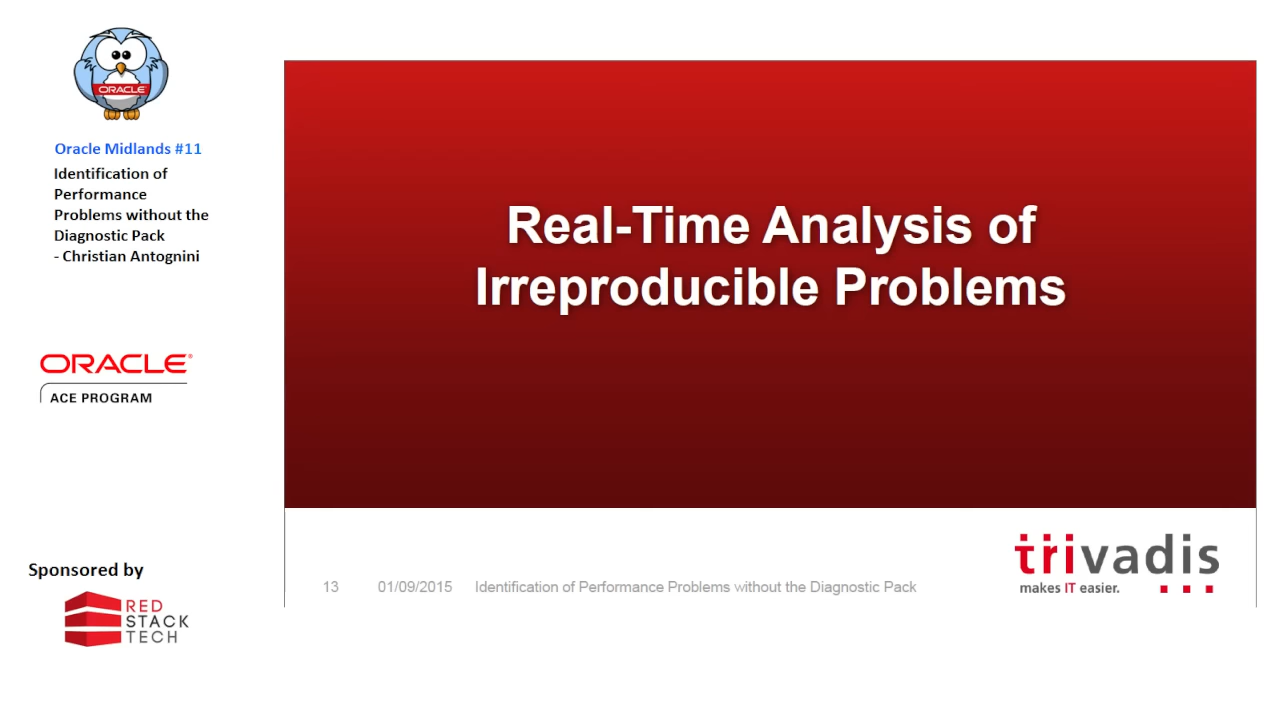 ORACLE
Oracle Midlands #11
Identification of
Performance
Problems without the
Diagnostic Pack
- Christian Antognini
ORACLE®
ACE PROGRAM
Sponsored by
RED
STACK
TECH
Real-Time Analysis of
Irreproducible Problems
13 01/09/2015 Identification of Performance Problems without the Diagnostic Pack
trivadis
makes IT easier.